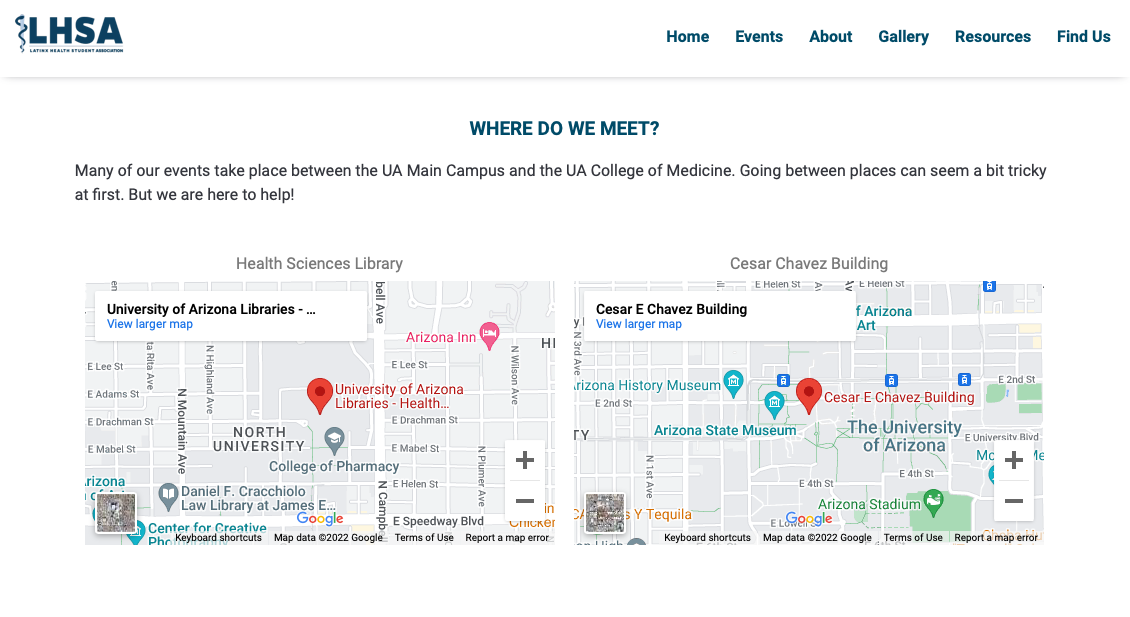 LHSA
LATINX HEALTH STUDENT ASSOCIATION
Home Events About Gallery Resources Find Us
WHERE DO WE MEET?
Many of our events take place between the UA Main Campus and the UA College of Medicine. Going between places can seem a bit tricky
at first. But we are here to help!
Health Sciences Library
University of Arizona Libraries - ...
View larger map
bell Ave
Arizona Inn
E Lee St
E Lee St
ta Rita Ave
N Highland Ave
N Wilson Ave
University of Arizona
Libraries - Health...
E Adams St
N Mountain Ave
E Drachman St
E Drachman St
NORTH
UNIVERSITY
E Mabel St
E Mabel St
College of Pharmacy
N Plumer Ave
E Helen St
N Campb
Daniel F. Cracchiolo
Law Library at James E...
Google
E Speedway Blvd
Center for Creative
Keyboard shortcuts Map data ©2022 Google Terms of Use Report a map error
Cesar Chavez Building
E Helen St
E Helen St
Cesar E Chavez Building
View larger map
f Arizona
Art
N 3rd Ave
rizona History Museum
E 2nd St
E 2nd St
Cesar E Chavez Building
Arizona State Museum
The University
of Arizona
TY
E University Blvd
N 1st Ave
E 4th St
E 4th St
Arizona Stadium
s Y Tequila
Google
Keyboard shortcuts Map data ©2022 Google Terms of Use Report a map error